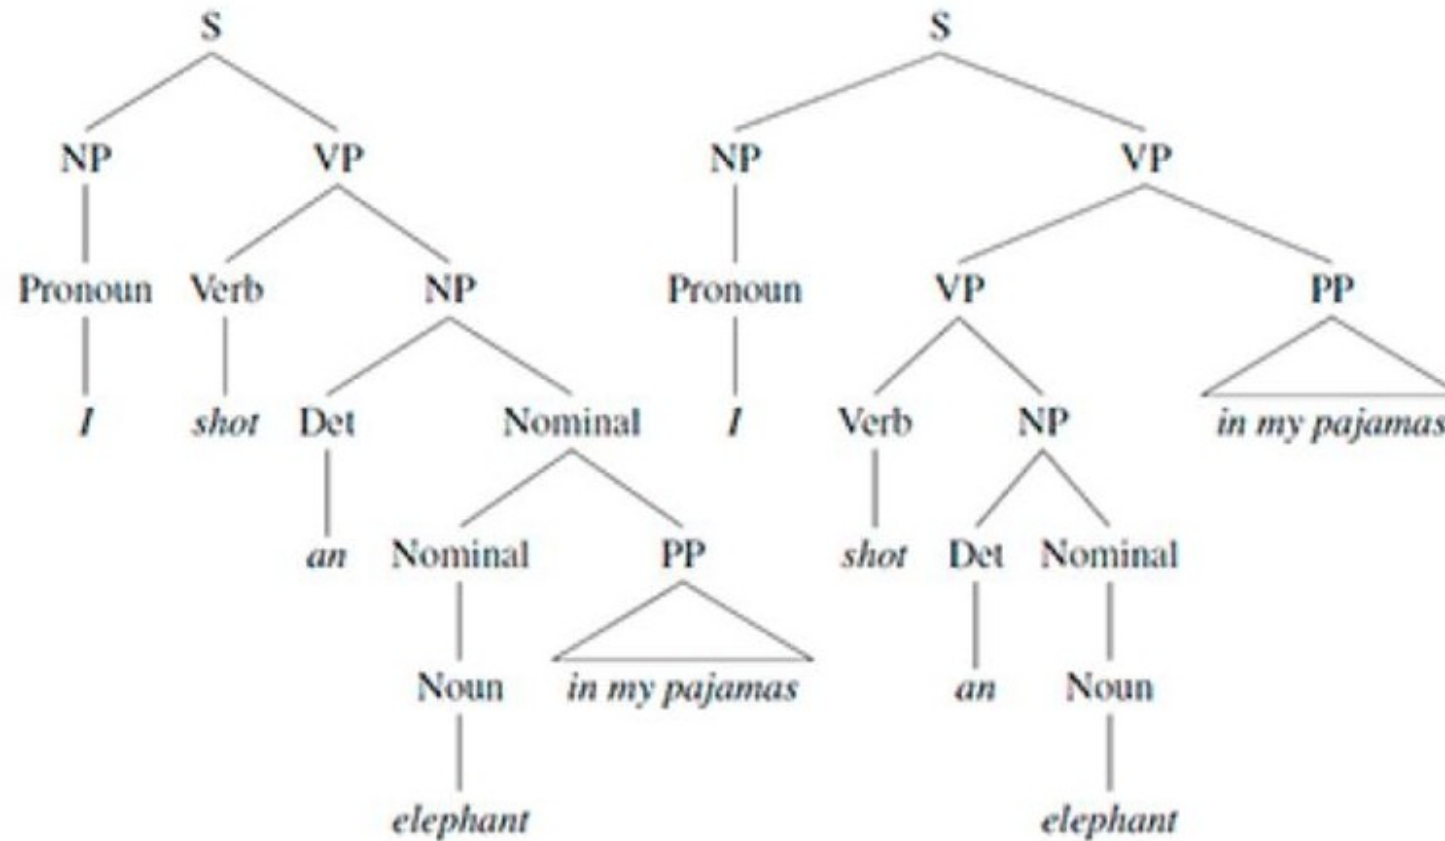 S S
NP VP NP VP
Pronoun Verb NP Pronoun VP PP
I shot Det Nominal I Verb NP in my pajamas
an Nominal PP shot Det Nominal
Noun in my pajamas an Noun
elephant elephant